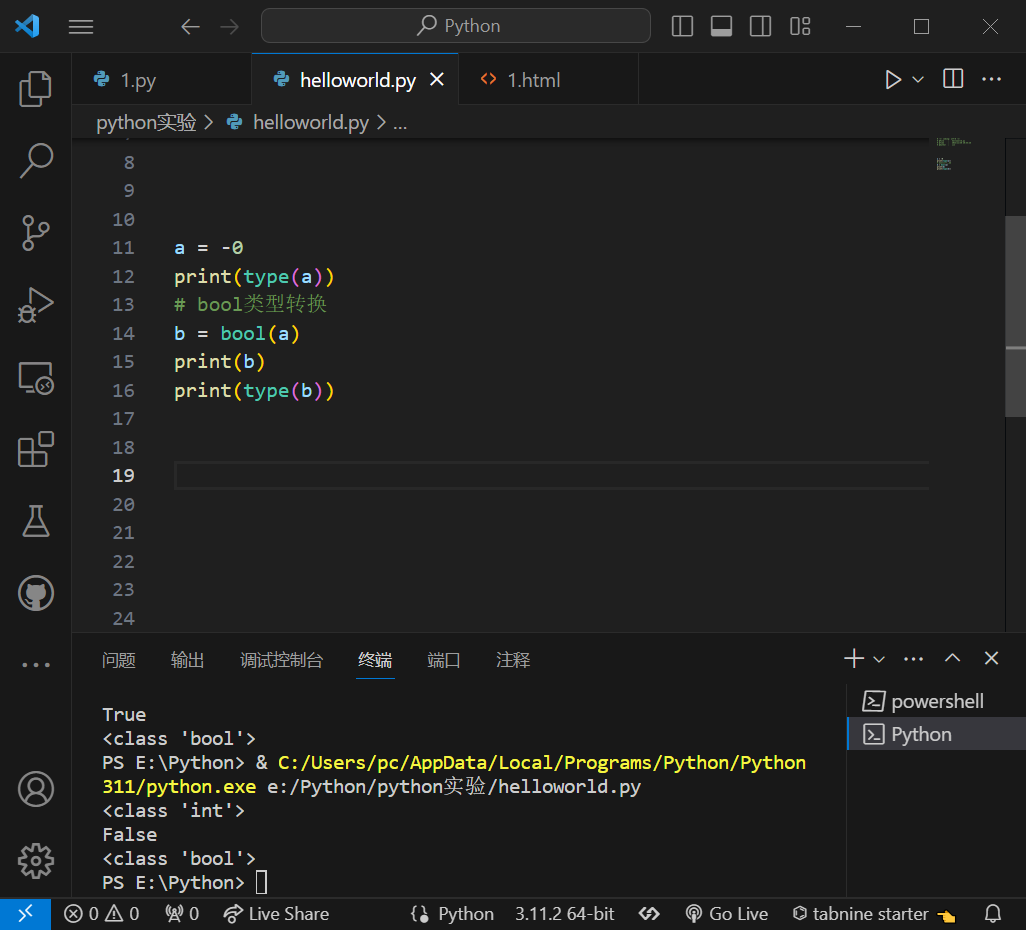 Python
1.py
helloworld.py
1.html
python实验 > helloworld.py > ...
8
9
10
11 a = -0
12 print(type(a))
13 # bool类型转换
14 b = bool(a)
15 print(b)
16 print(type(b))
17
18
19
20
21
22
23
24
问题 输出 调试控制台 终端 端口 注释
True
<class 'bool'>
PS E:\Python> & C:/Users/pc/AppData/Local/Programs/Python/Python
311/python.exe e:/Python/python实验/helloworld.py
<class 'int'>
False
<class 'bool'>
PS E:\Python>
powershell
Python
0 0 0 Live Share Python 3.11.2 64-bit Go Live tabnine starter